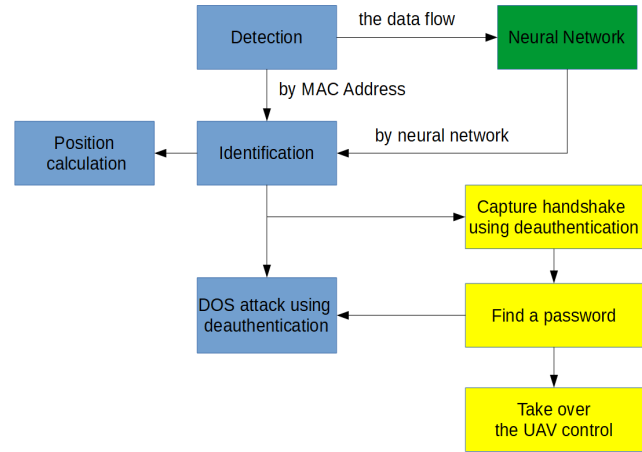 Detection
the data flow
Neural Network
by MAC Address
by neural network
Position
calculation
Identification
Capture handshake
using deauthentication
DOS attack using
deauthentication
Find a password
Take over
the UAV control